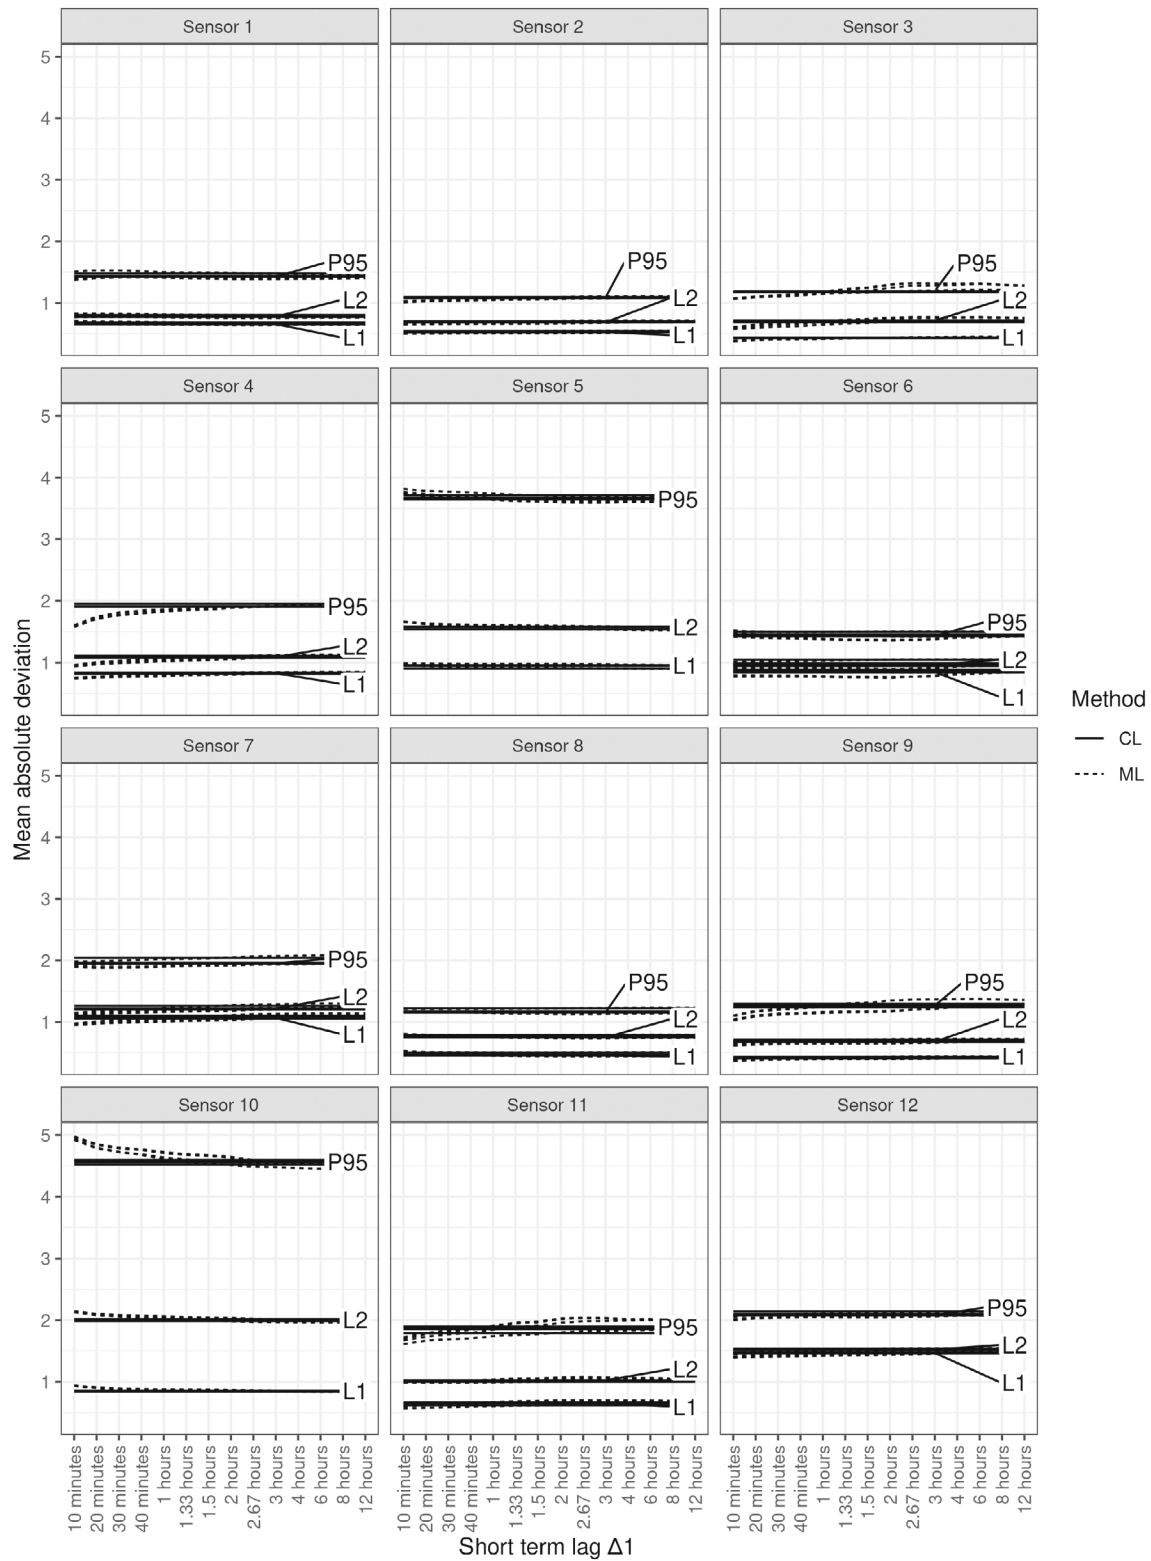 Sensor 1 Sensor 2 Sensor 3
5
4
3
2
1
P95 L2 L1
P95 L2 L1
P95 L2 L1
Sensor 4 Sensor 5 Sensor 6
5
4
3
2
1
P95 L2 L1
P95 L2 L1
P95 L2 L1
Sensor 7 Sensor 8 Sensor 9
5
4
3
2
1
P95 L2 L1
P95 L2 L1
P95 L2 L1
Sensor 10 Sensor 11 Sensor 12
5
4
3
2
1
P95 L2 L1
P95 L2 L1
P95 L2 L1
10 minutes 20 minutes 30 minutes 40 minutes 1 hours 1.33 hours 1.5 hours 2 hours 2.67 hours 3 hours 4 hours 6 hours 8 hours 12 hours
10 minutes 20 minutes 30 minutes 40 minutes 1 hours 1.33 hours 1.5 hours 2 hours 2.67 hours 3 hours 4 hours 6 hours 8 hours 12 hours
10 minutes 20 minutes 30 minutes 40 minutes 1 hours 1.33 hours 1.5 hours 2 hours 2.67 hours 3 hours 4 hours 6 hours 8 hours 12 hours
Short term lag Δ1
Mean absolute deviation
Method
CL
ML